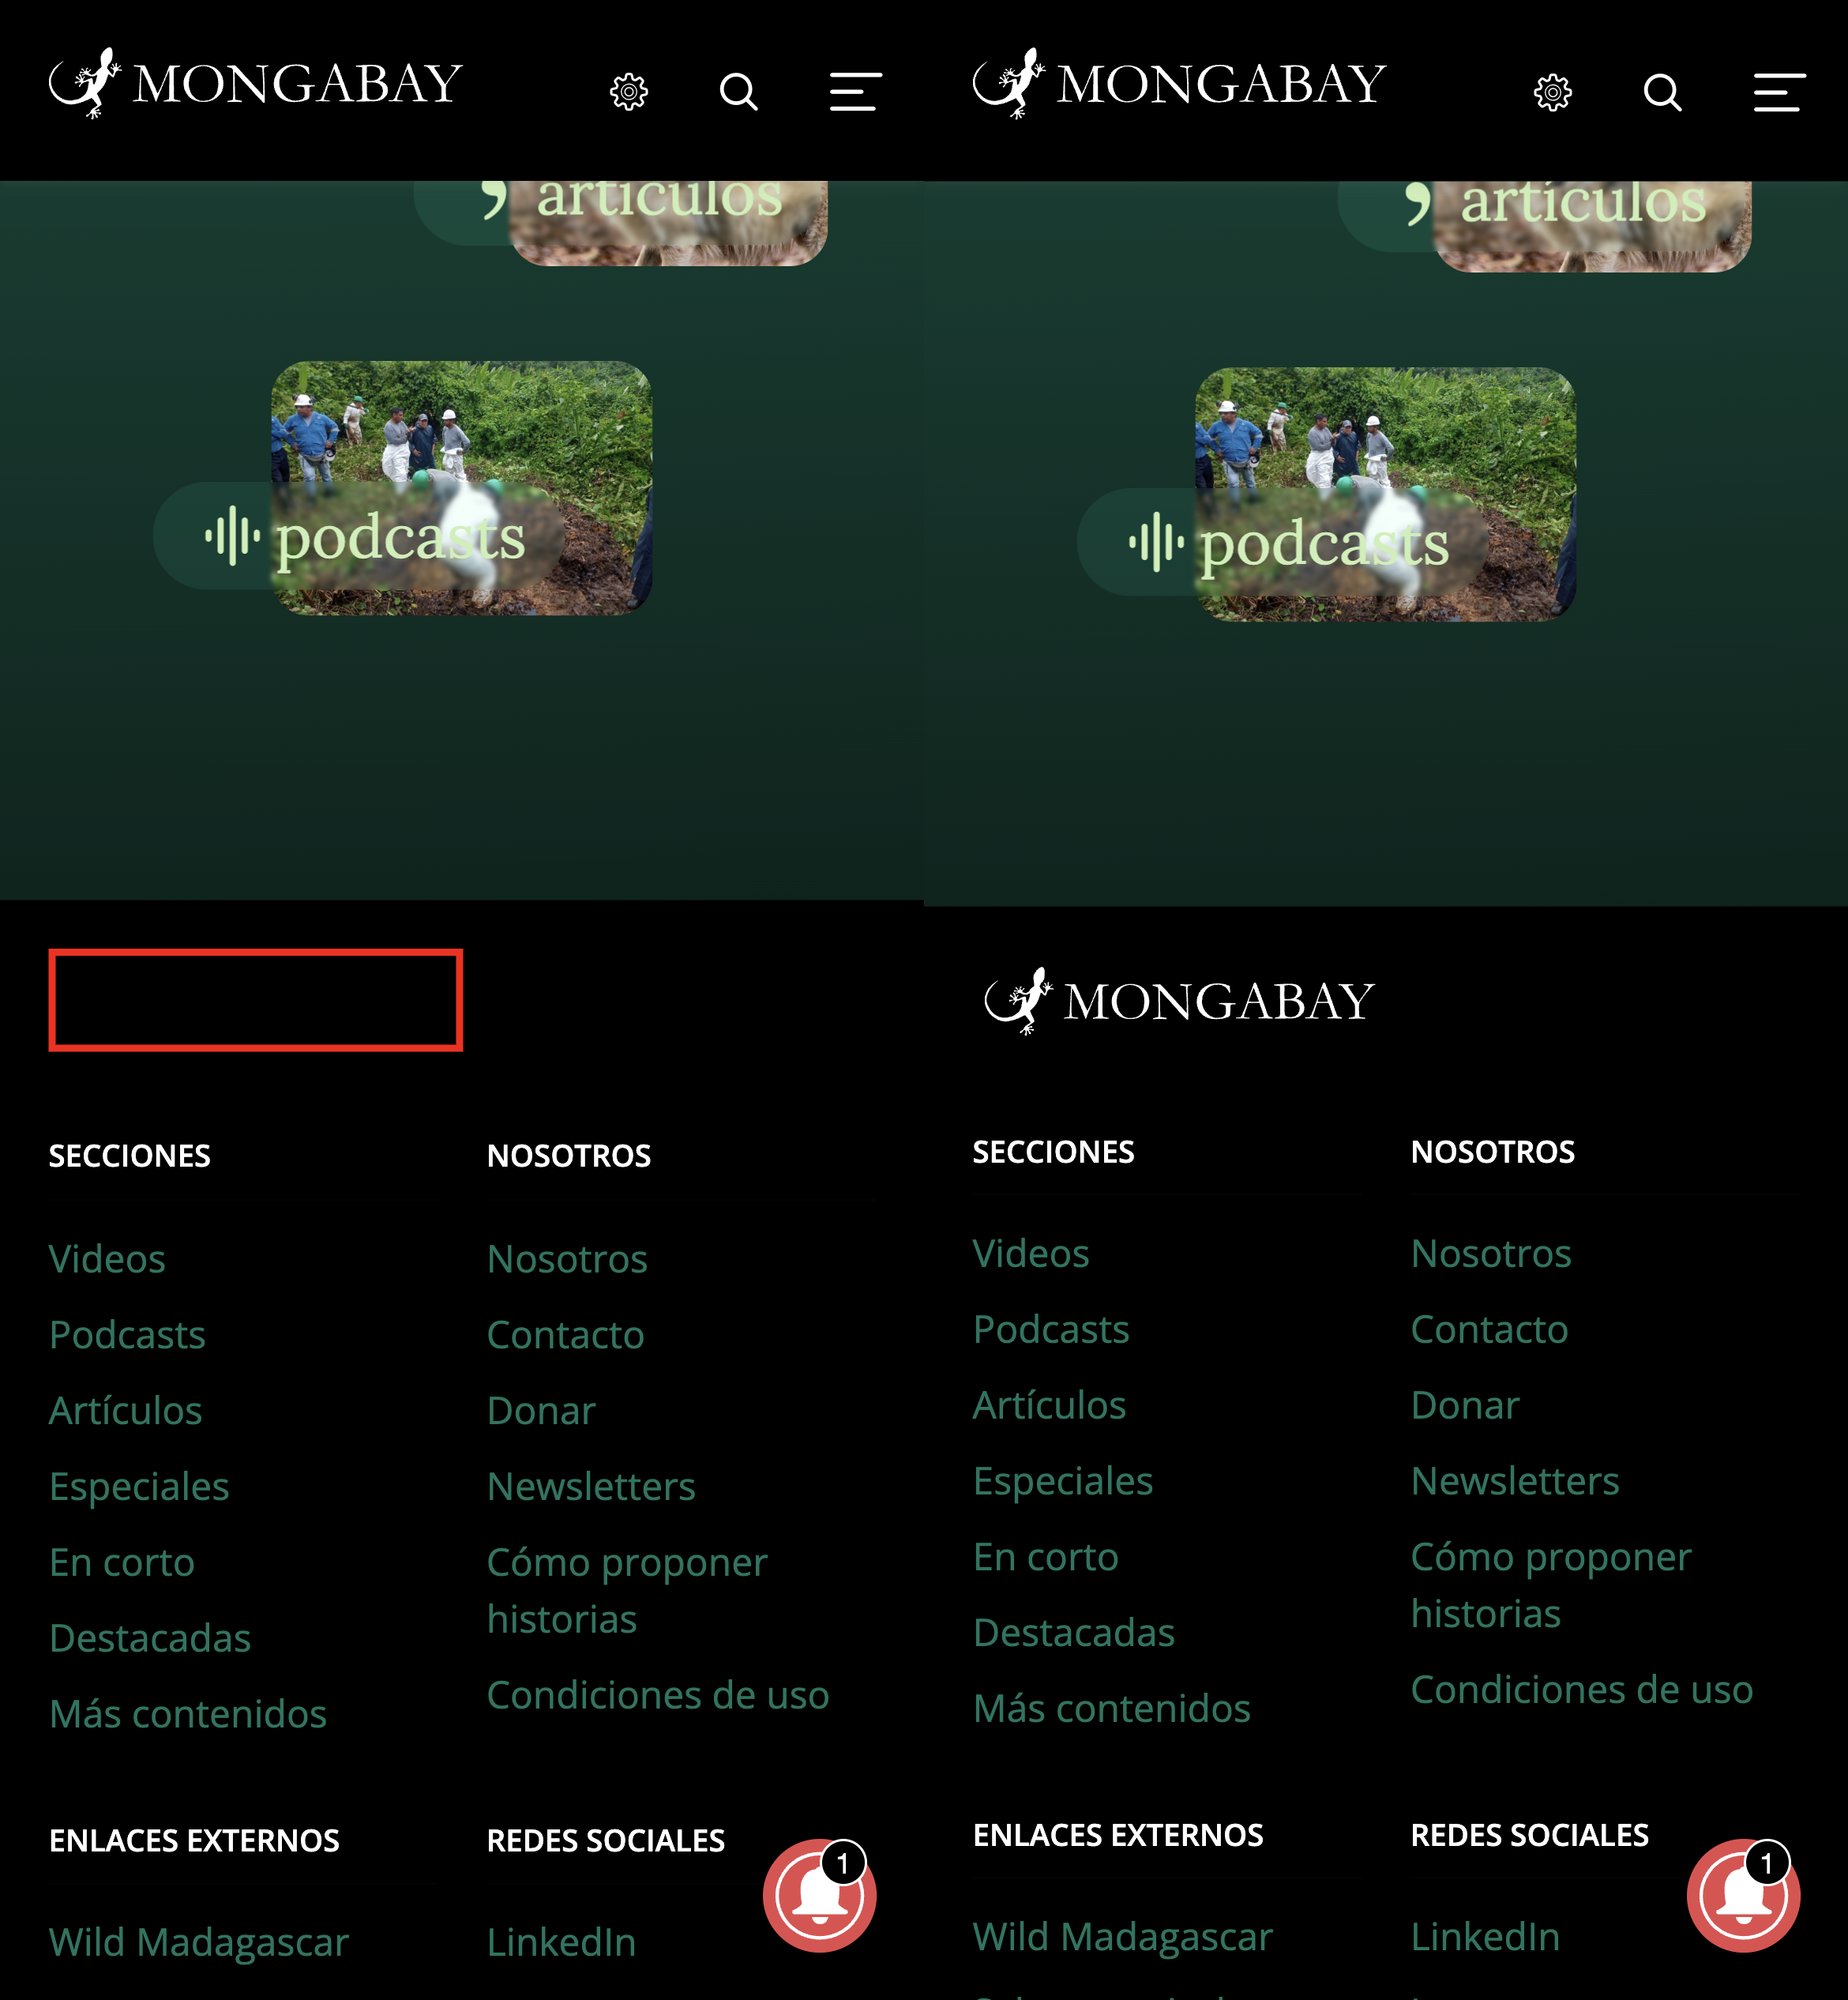 MONGABAY
artículos
podcasts
SECCIONES
Videos
Podcasts
Artículos
Especiales
En corto
Destacadas
Más contenidos
NOSOTROS
Nosotros
Contacto
Donar
Newsletters
Cómo proponer
historias
Condiciones de uso
ENLACES EXTERNOS
Wild Madagascar
REDES SOCIALES
LinkedIn
1
MONGABAY
artículos
podcasts
MONGABAY
SECCIONES
Videos
Podcasts
Artículos
Especiales
En corto
Destacadas
Más contenidos
NOSOTROS
Nosotros
Contacto
Donar
Newsletters
Cómo proponer
historias
Condiciones de uso
ENLACES EXTERNOS
Wild Madagascar
REDES SOCIALES
LinkedIn
1